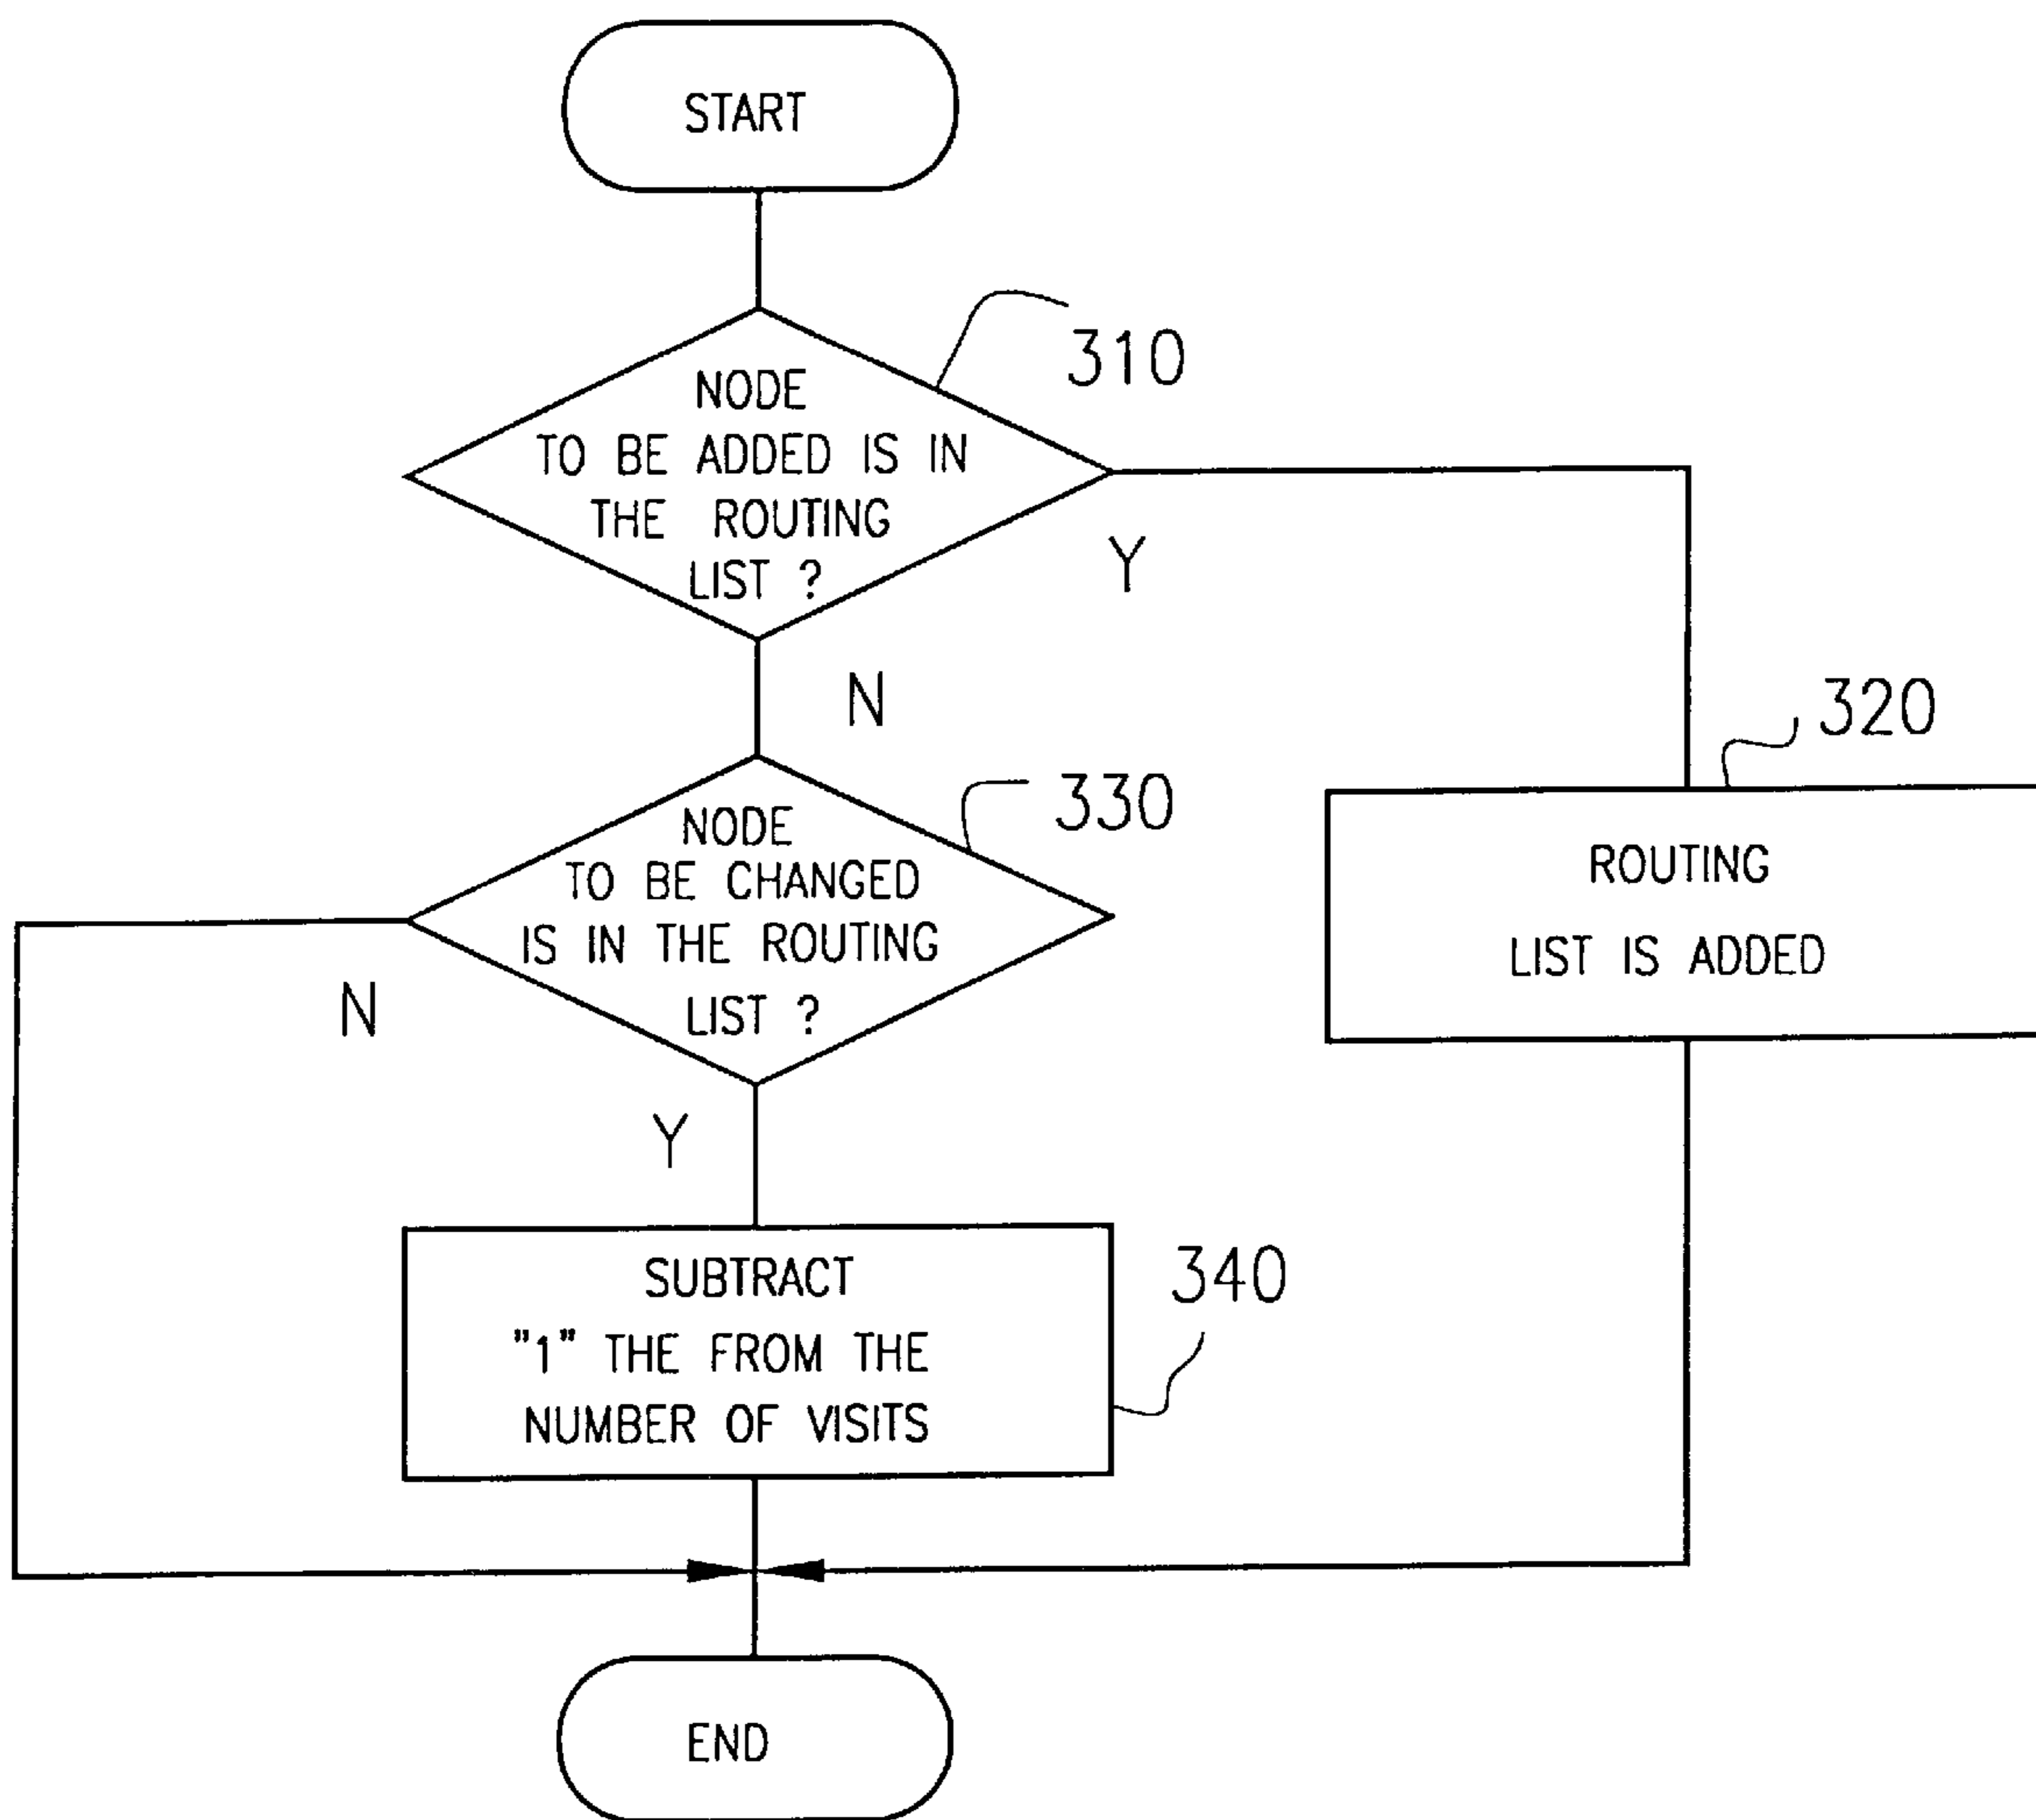 START
310
NODE
TO BE ADDED IS IN
THE ROUTING
LIST ?
Y
N
320
330
NODE
TO BE CHANGED
IS IN THE ROUTING
LIST ?
N
ROUTING
LIST IS ADDED
Y
SUBTRACT
"1" THE FROM THE
NUMBER OF VISITS
340
END